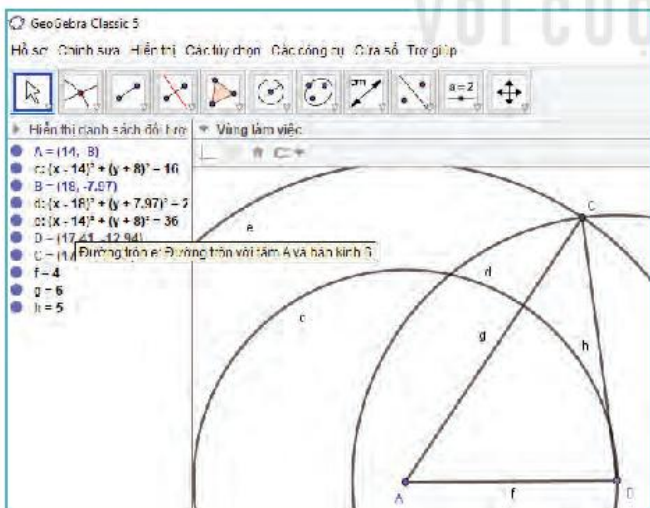 VỚI CUỘC
GeoGebra Classic 5
Hồ sơ Chỉnh sửa Hiển thị Các tùy chọn Các công cụ Cửa sổ Trợ giúp
a=2
Hiển thị danh sách đối tượ
Vùng làm việc
A = (14, -8)
c: (x - 14)² + (y + 8)² = 16
B = (18, -7.97)
d: (x - 18)² + (y + 7.97)² = 2
e: (x - 14)² + (y + 8)² = 36
D = (17.41, -12.94)
Đường tròn e: Đường tròn với tâm A và bán kính 6
f = 4
g = 6
h = 5
C
e
d
c
g
h
A
f
B